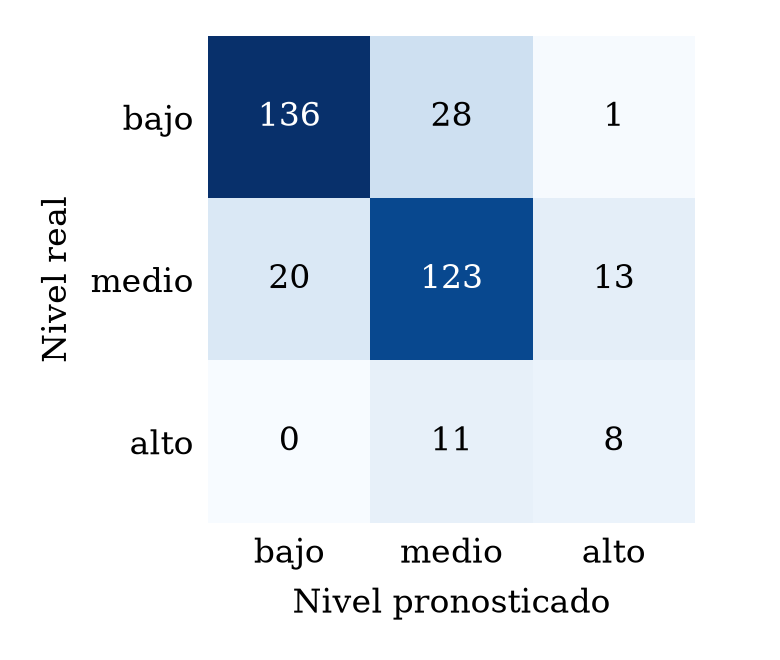 Nivel real
bajo 136 28 1
medio 20 123 13
alto 0 11 8
bajo medio alto
Nivel pronosticado